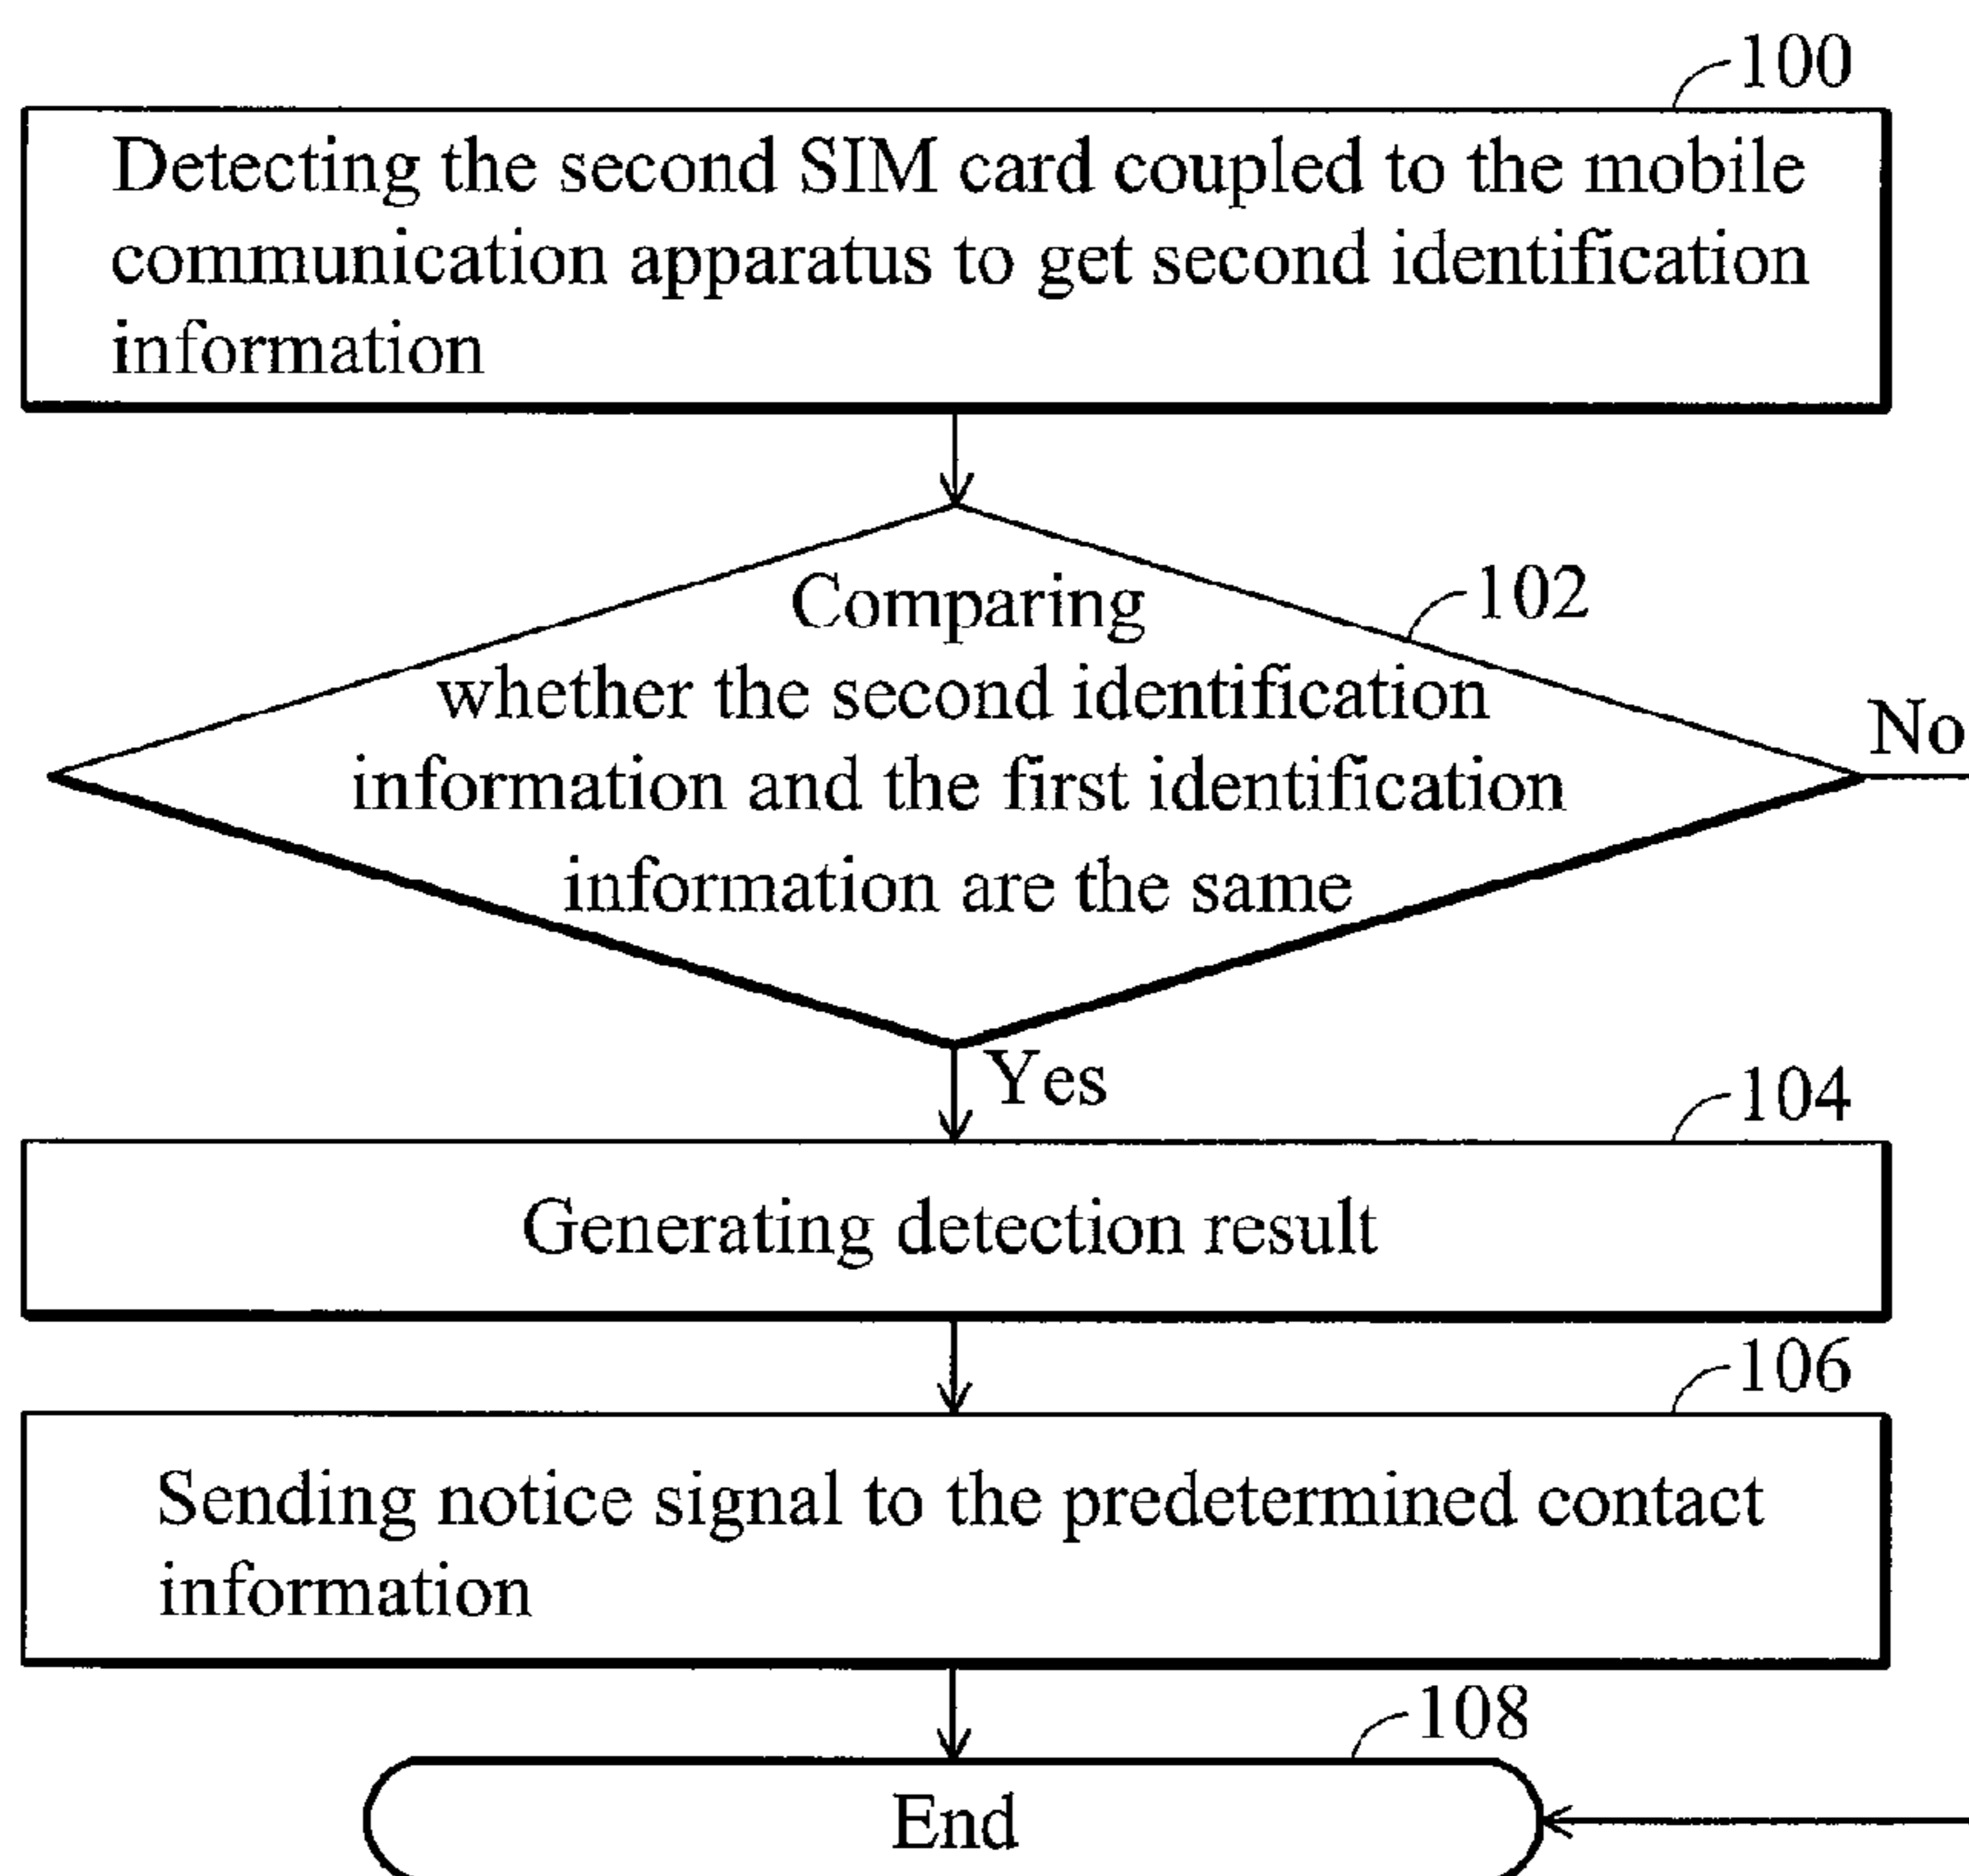 100
Detecting the second SIM card coupled to the mobile
communication apparatus to get second identification
information
102
Comparing
whether the second identification
information and the first identification
information are the same
No
Yes
104
Generating detection result
106
Sending notice signal to the predetermined contact
information
108
End